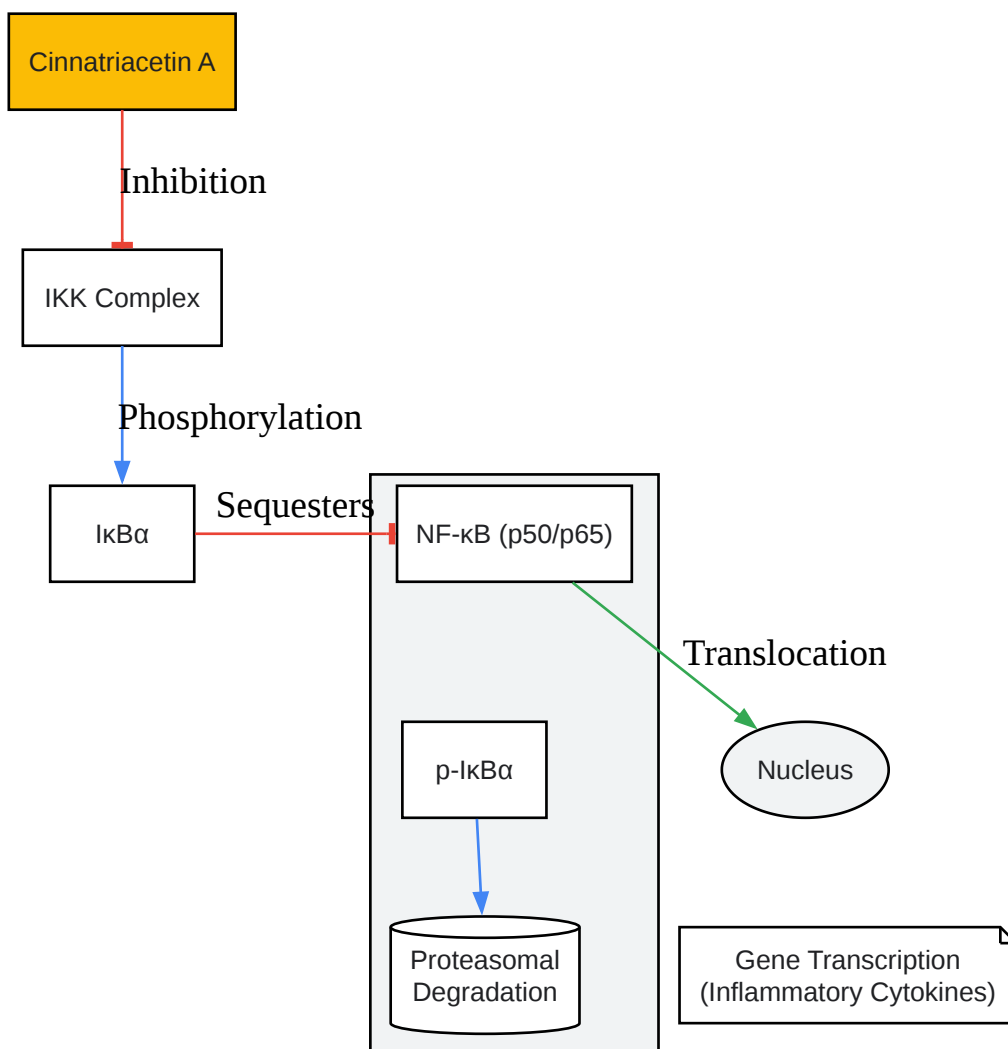 Cinnatriacetin A
Inhibition
IKK Complex
Phosphorylation
IκBα
Sequesters
NF-κB (p50/p65)
Translocation
p-IκBα
Nucleus
Proteasomal
Degradation
Gene Transcription
(Inflammatory Cytokines)